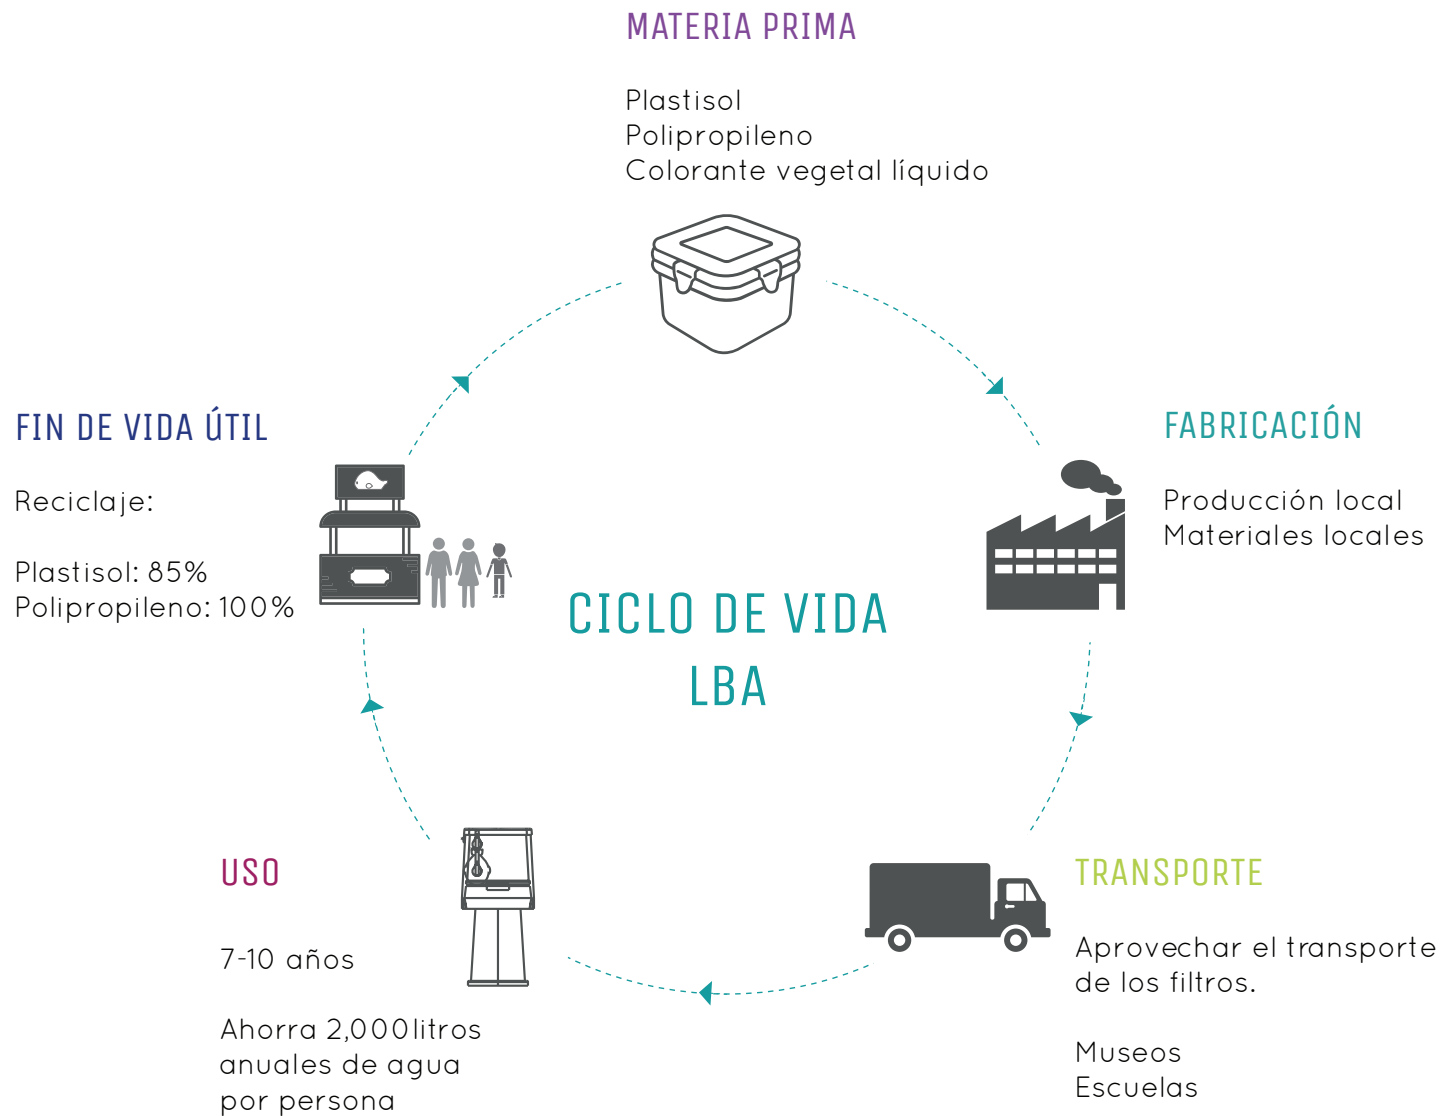 MATERIA PRIMA
Plastisol
Polipropileno
Colorante vegetal líquido
FABRICACIÓN
Producción local
Materiales locales
TRANSPORTE
Aprovechar el transporte
de los filtros.
Museos
Escuelas
USO
7-10 años
Ahorra 2,000 litros
anuales de agua
por persona
FIN DE VIDA ÚTIL
Reciclaje:
Plastisol: 85%
Polipropileno: 100%
CICLO DE VIDA
LBA